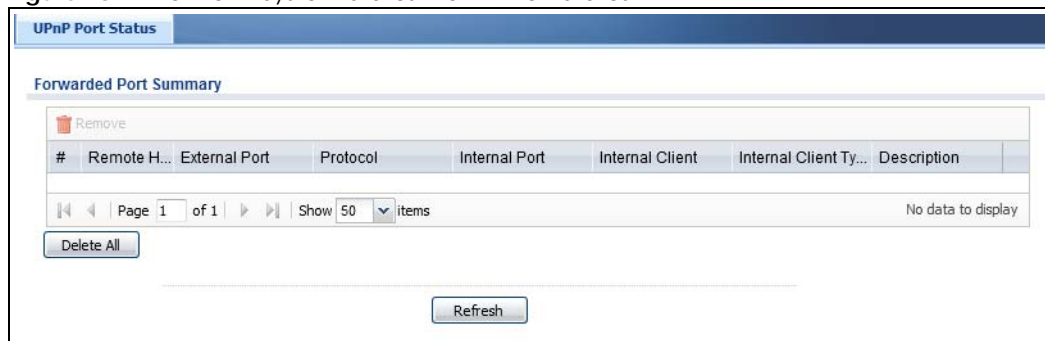 UPnP Port Status
Forwarded Port Summary
Remove
# Remote H... External Port Protocol Internal Port Internal Client Internal Client Ty... Description
Page 1 of 1 Show 50 items No data to display
Delete All
Refresh